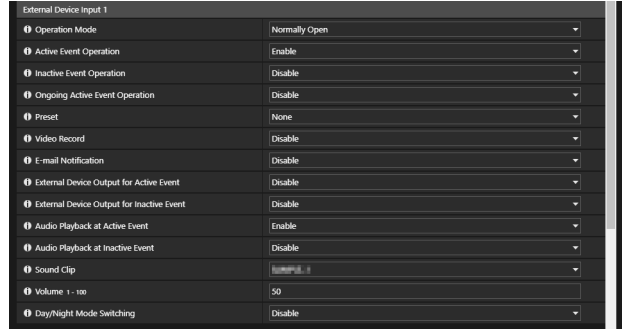 External Device Input 1
Operation Mode Normally Open
Active Event Operation Enable
Inactive Event Operation Disable
Ongoing Active Event Operation Disable
Preset None
Video Record Disable
E-mail Notification Disable
External Device Output for Active Event Disable
External Device Output for Inactive Event Disable
Audio Playback at Active Event Enable
Audio Playback at Inactive Event Disable
Sound Clip
Volume 1 - 100 50
Day/Night Mode Switching Disable